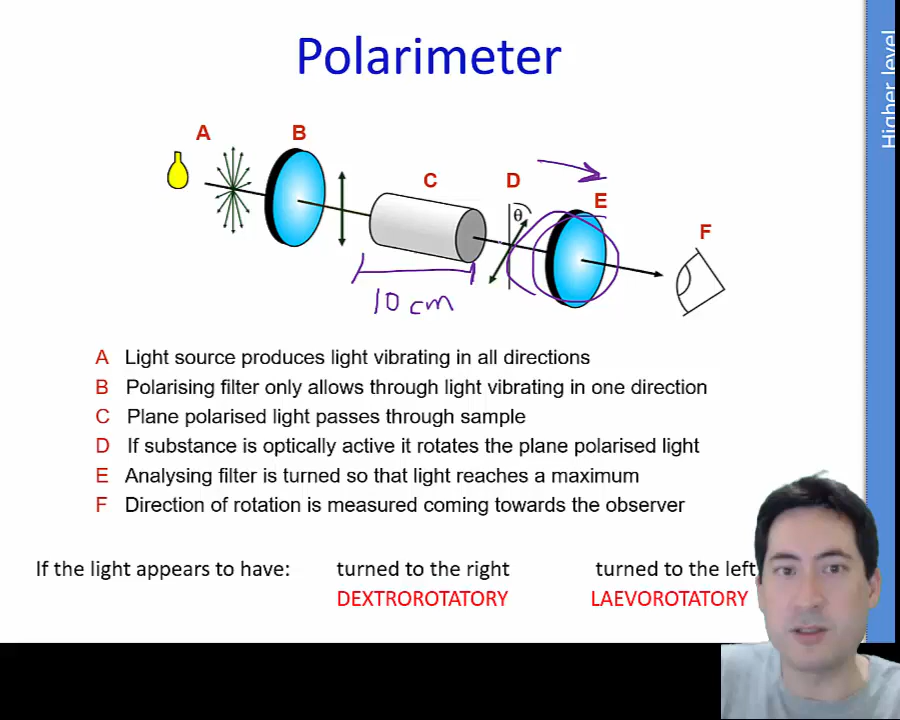 Polarimeter
Higher level
A
B
C
D
E
F
θ
10 cm
A Light source produces light vibrating in all directions
B Polarising filter only allows through light vibrating in one direction
C Plane polarised light passes through sample
D If substance is optically active it rotates the plane polarised light
E Analysing filter is turned so that light reaches a maximum
F Direction of rotation is measured coming towards the observer
If the light appears to have: turned to the right turned to the left
DEXTROROTATORY LAEVOROTATORY